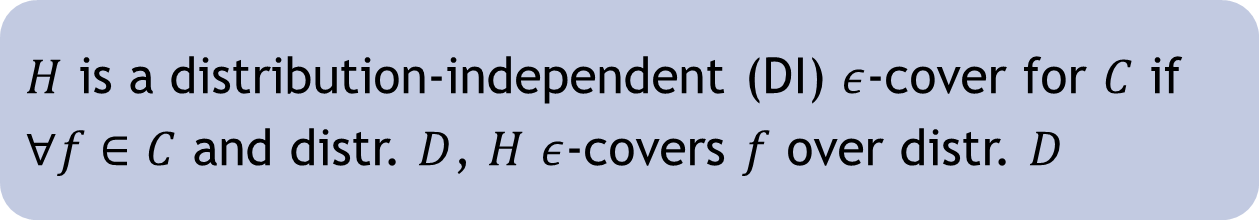 H is a distribution-independent (DI) ϵ-cover for C if
∀f ∈ C and distr. D, H ϵ-covers f over distr. D